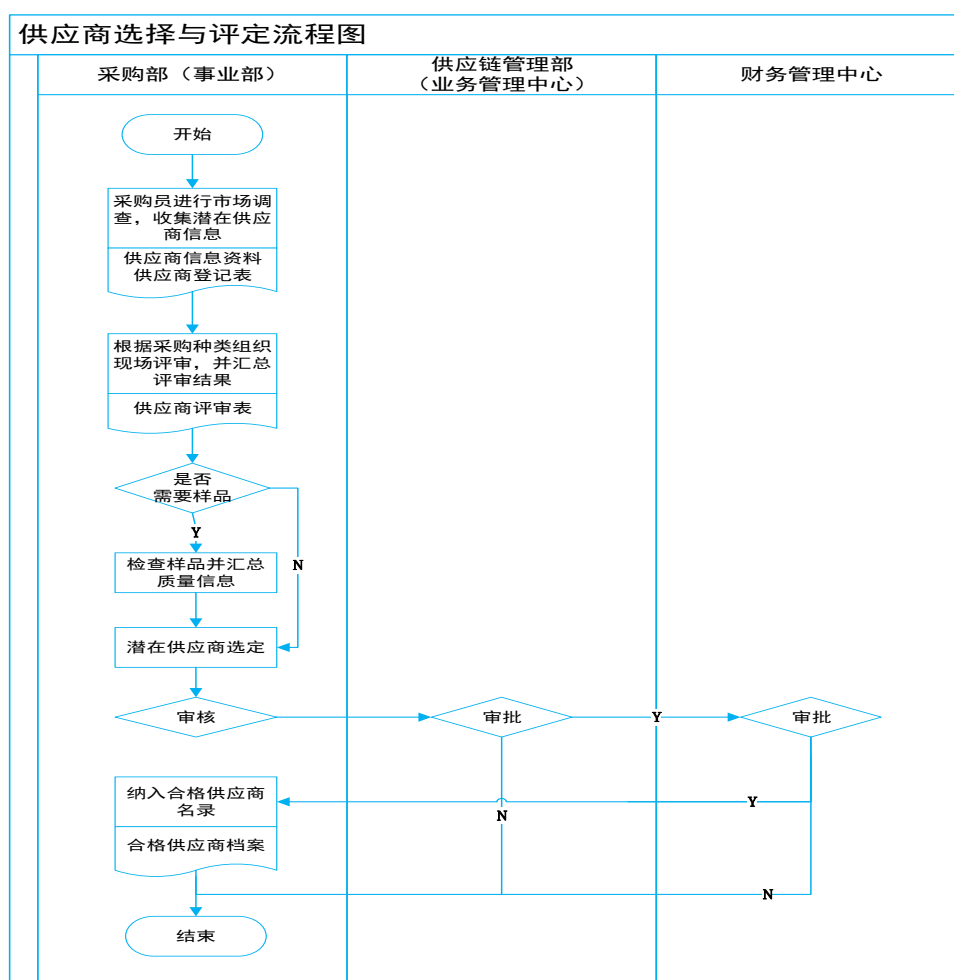 供应商选择与评定流程图
采购部（事业部）
供应链管理部
（业务管理中心）
财务管理中心
开始
采购员进行市场调
查，收集潜在供应
商信息
供应商信息资料
供应商登记表
根据采购种类组织
现场评审，并汇总
评审结果
供应商评审表
是否
需要样品
Y
N
检查样品并汇总
质量信息
潜在供应商选定
审核
审批
Y
审批
纳入合格供应商
名录
Y
N
合格供应商档案
N
结束